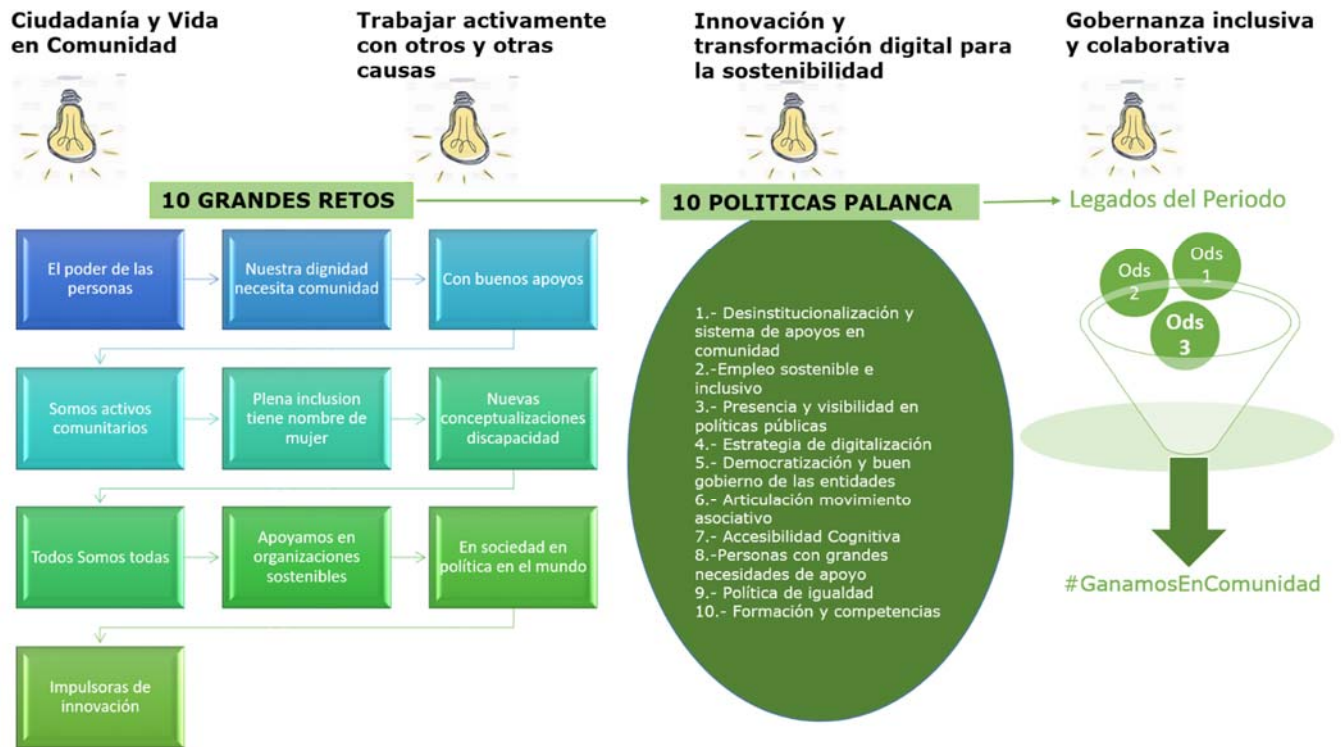 Ciudadanía y Vida
en Comunidad
Trabajar activamente
con otros y otras
causas
Innovación y
transformación digital para
la sostenibilidad
Gobernanza inclusiva
y colaborativa
10 GRANDES RETOS
10 POLITICAS PALANCA
Legados del Periodo
El poder de las
personas
Nuestra dignidad
necesita comunidad
Con buenos apoyos
Somos activos
comunitarios
Plena inclusion
tiene nombre de
mujer
Nuevas
conceptualizaciones
discapacidad
Todos Somos todas
Apoyamos en
organizaciones
sostenibles
En sociedad en
política en el mundo
Impulsoras de
innovación
1.- Desinstitucionalización y
sistema de apoyos en
comunidad
2.-Empleo sostenible e
inclusivo
3.- Presencia y visibilidad en
políticas públicas
4.- Estrategia de digitalización
5.- Democratización y buen
gobierno de las entidades
6.- Articulación movimiento
asociativo
7.- Accesibilidad Cognitiva
8.-Personas con grandes
necesidades de apoyo
9.- Política de igualdad
10.- Formación y competencias
Ods
2
Ods
1
Ods
3
#GanamosEnComunidad